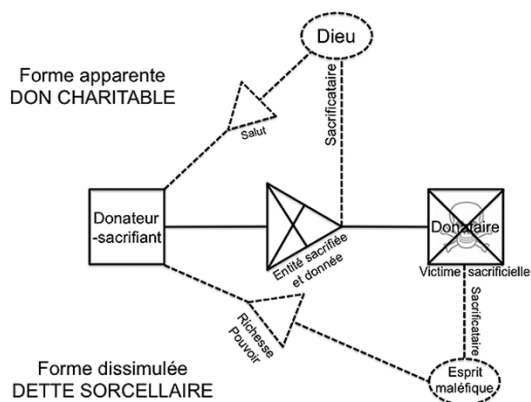 Dieu
Forme apparente
DON CHARITABLE
Sacrificataire
Salut
Donateur
-sacrifiant
Donataire
Entité sacrifiée
et donnée
Victime sacrificielle
Sacrificataire
Richesse
Pouvoir
Forme dissimulée
DETTE SORCELLAIRE
Esprit
maléfique